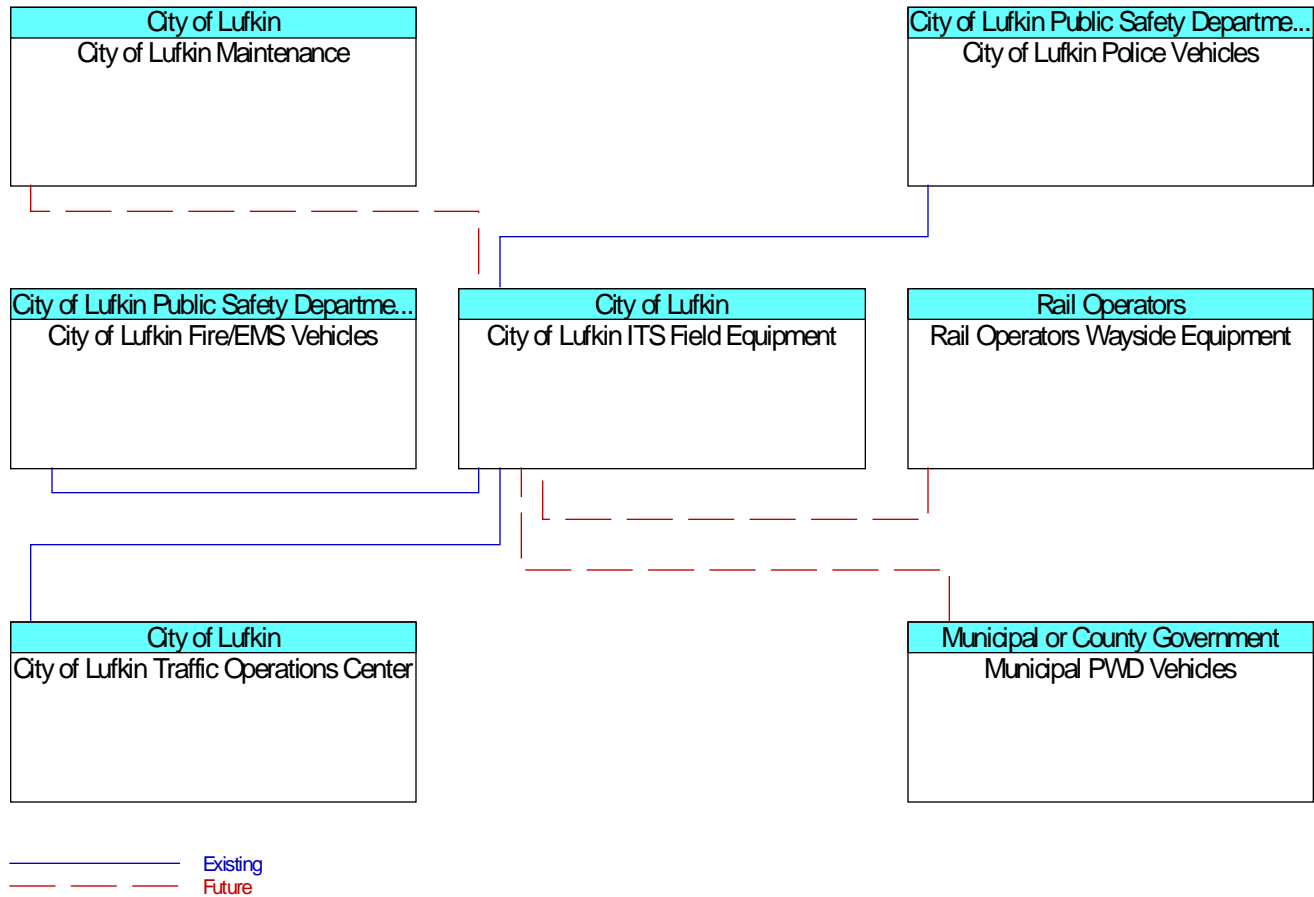 City of Lufkin
City of Lufkin Maintenance
City of Lufkin Public Safety Departme...
City of Lufkin Police Vehicles
City of Lufkin Public Safety Departme...
City of Lufkin Fire/EMS Vehicles
City of Lufkin
City of Lufkin ITS Field Equipment
Rail Operators
Rail Operators Wayside Equipment
City of Lufkin
City of Lufkin Traffic Operations Center
Municipal or County Government
Municipal PWD Vehicles
Existing
Future